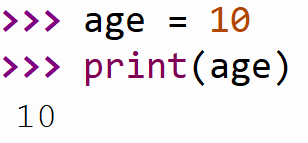 >>> age = 10
>>> print(age)
10